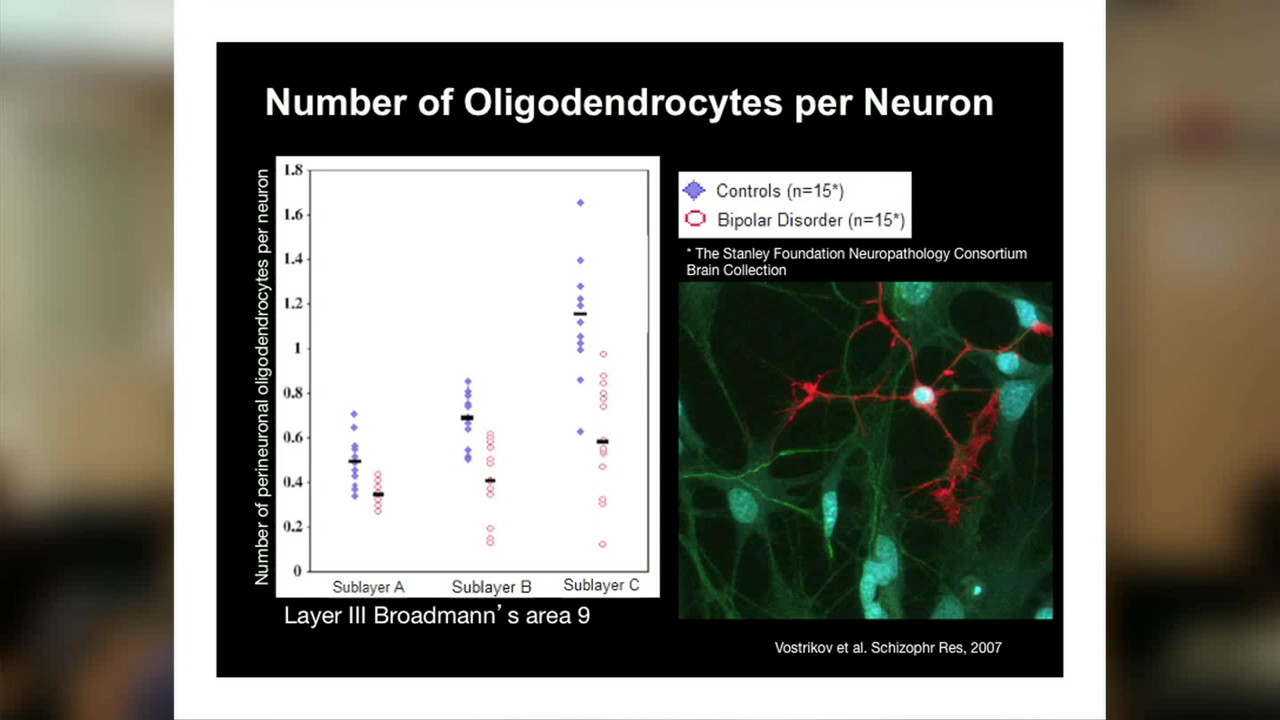 Number of Oligodendrocytes per Neuron
Number of perineuronal oligodendrocytes per neuron
1.8
1.6
1.4
1.2
1
0.8
0.6
0.4
0.2
0
Sublayer A
Sublayer B
Sublayer C
Layer III Broadmann’s area 9
Controls (n=15*)
Bipolar Disorder (n=15*)
* The Stanley Foundation Neuropathology Consortium
Brain Collection
Vostrikov et al. Schizophr Res, 2007